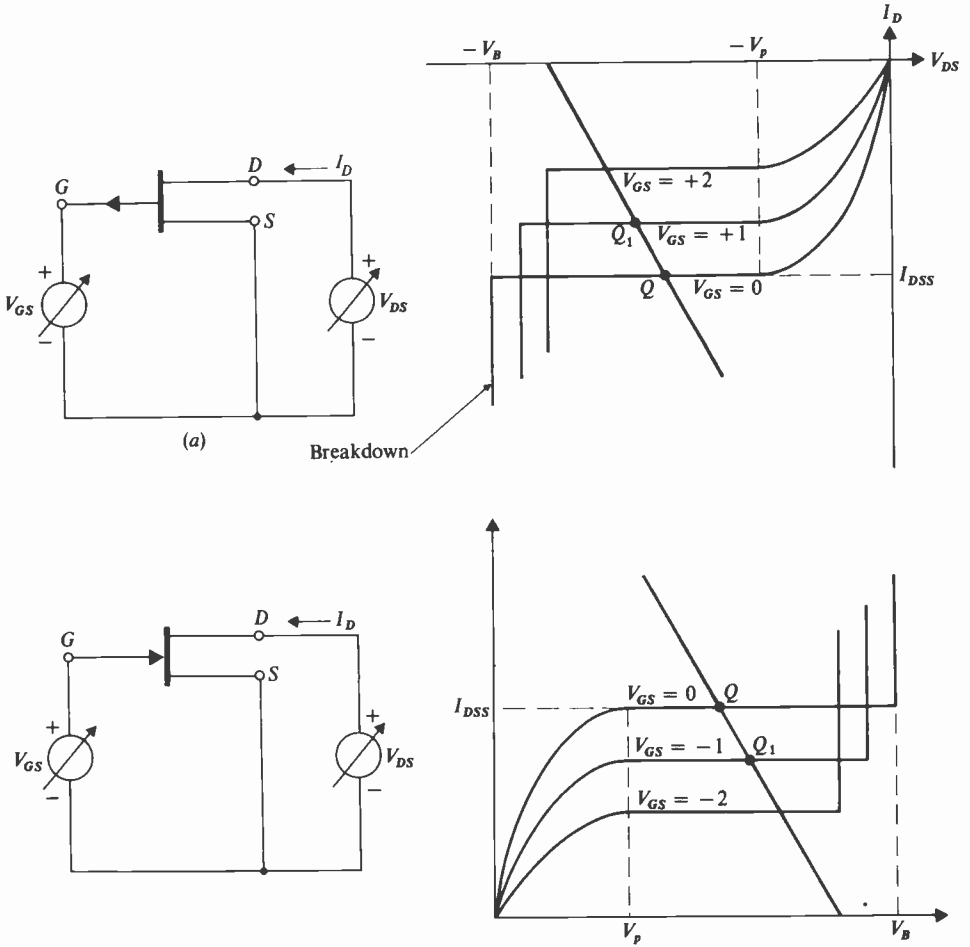 I_D
−V_B
−V_p
V_DS
D
I_D
G
S
V_GS = +2
+
+
V_GS
V_DS
Q_1
V_GS = +1
−
−
Q
V_GS = 0
I_DSS
(a)
Breakdown
D
I_D
G
S
V_GS = 0
Q
I_DSS
+
+
V_GS = −1
Q_1
V_GS
V_DS
−
−
V_GS = −2
V_p
V_B